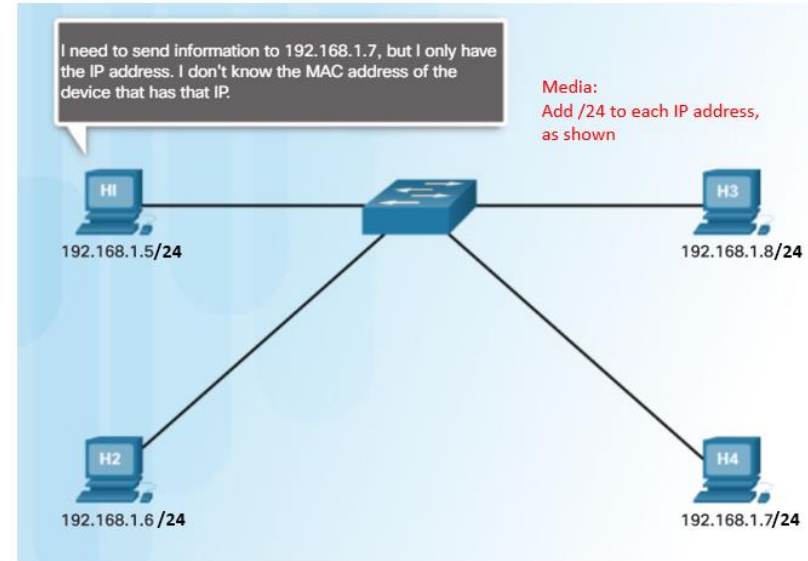 I need to send information to 192.168.1.7, but I only have
the IP address. I don't know the MAC address of the
device that has that IP.
Media:
Add /24 to each IP address,
as shown
H1
H3
192.168.1.5/24
192.168.1.8/24
H2
H4
192.168.1.6 /24
192.168.1.7/24